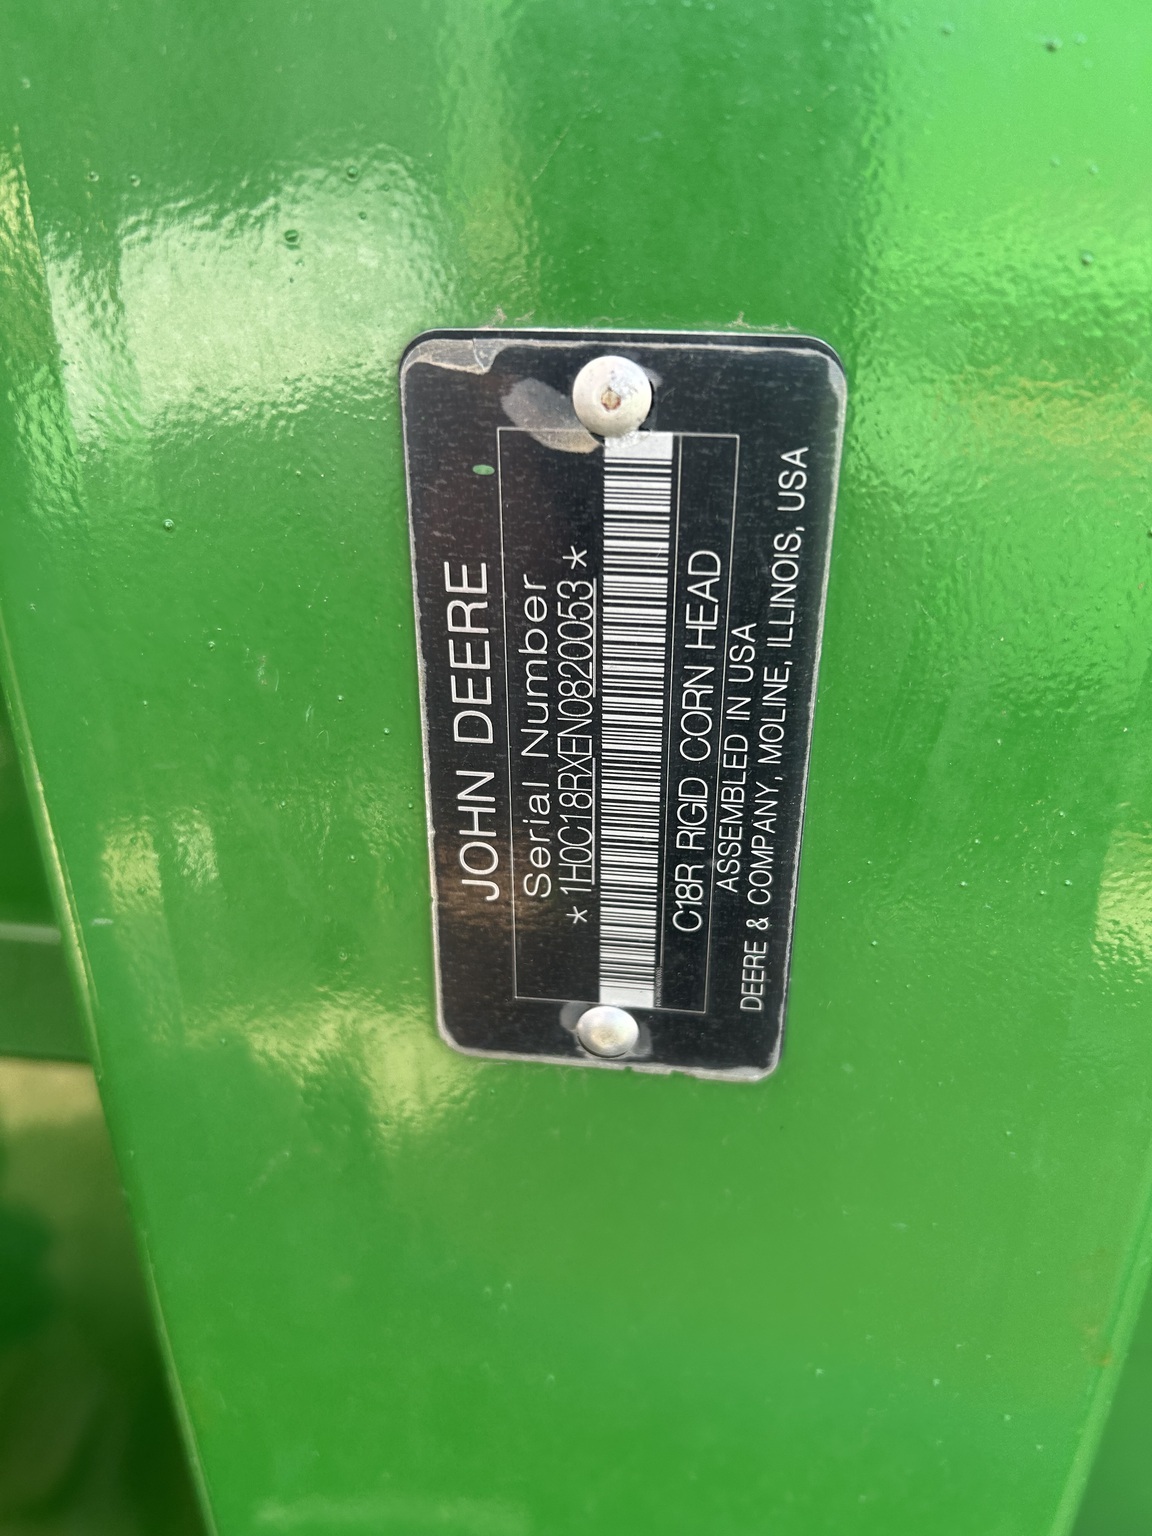 JOHN DEERE
Serial Number
*1H0C18RXEN0820053*
C18R RIGID CORN HEAD
ASSEMBLED IN USA
DEERE & COMPANY, MOLINE, ILLINOIS, USA